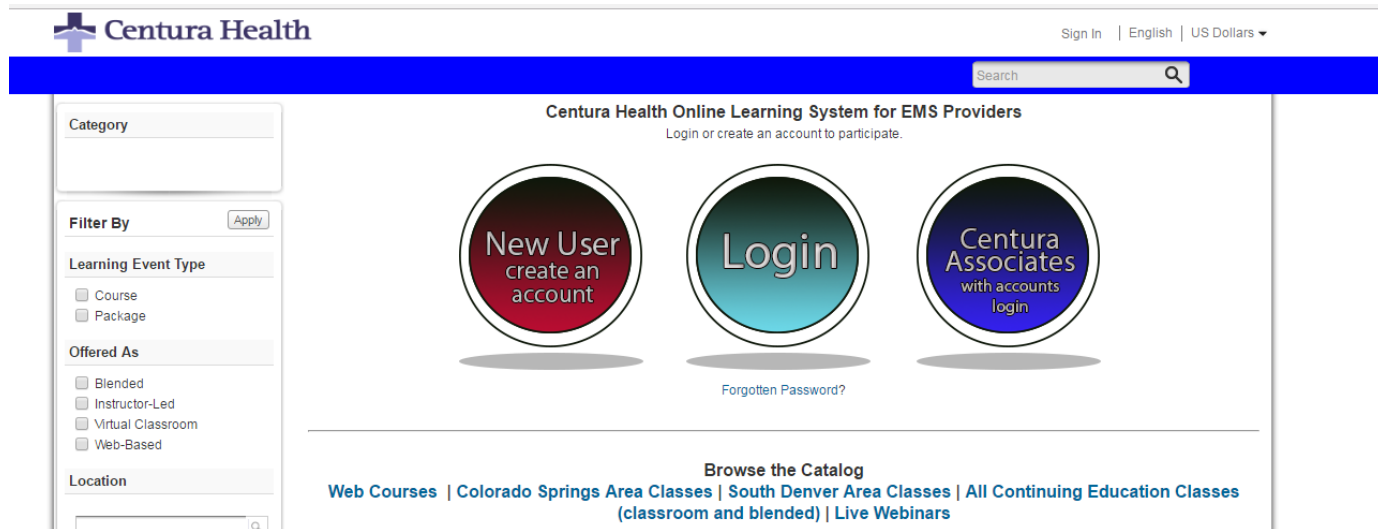 Centura Health
Sign In | English | US Dollars
Search
Category
Filter By
Apply
Learning Event Type
Course
Package
Offered As
Blended
Instructor-Led
Virtual Classroom
Web-Based
Location
Centura Health Online Learning System for EMS Providers
Login or create an account to participate.
New User
create an
account
Login
Centura
Associates
with accounts
login
Forgotten Password?
Browse the Catalog
Web Courses | Colorado Springs Area Classes | South Denver Area Classes | All Continuing Education Classes
(classroom and blended) | Live Webinars